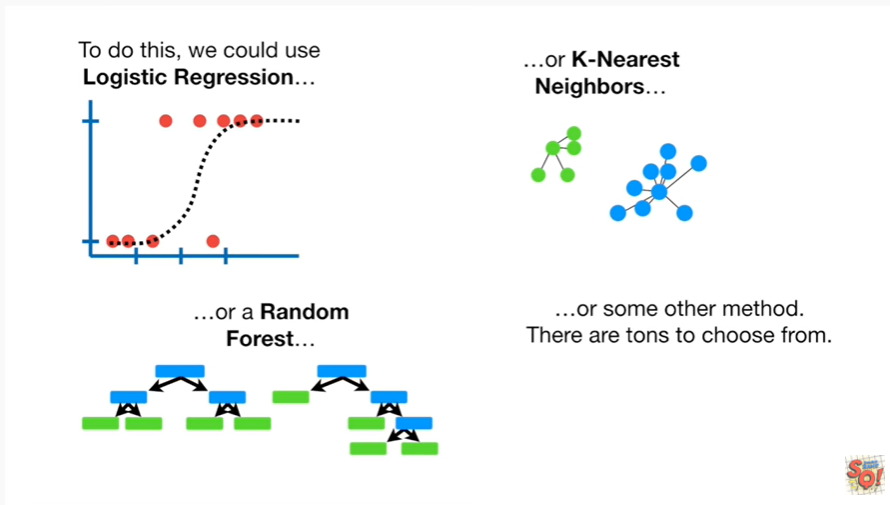 To do this, we could use
Logistic Regression…
…or K-Nearest
Neighbors…
…or a Random
Forest…
…or some other method.
There are tons to choose from.
SQ!